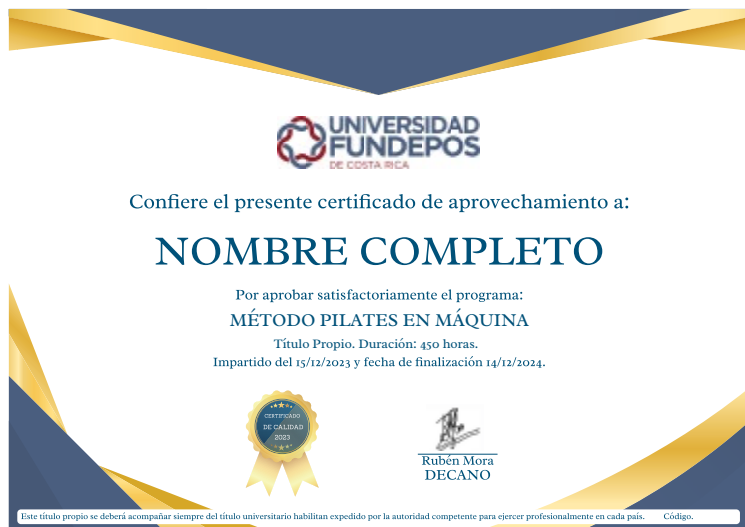 UNIVERSIDAD
FUNDEPOS
DE COSTA RICA
Confiere el presente certificado de aprovechamiento a:
NOMBRE COMPLETO
Por aprobar satisfactoriamente el programa:
MÉTODO PILATES EN MÁQUINA
Título Propio. Duración: 450 horas.
Impartido del 15/12/2023 y fecha de finalización 14/12/2024.
CERTIFICADO
DE CALIDAD
2023
Rubén Mora
DECANO
Este título propio se deberá acompañar siempre del título universitario habilitan expedido por la autoridad competente para ejercer profesionalmente en cada país. Código.